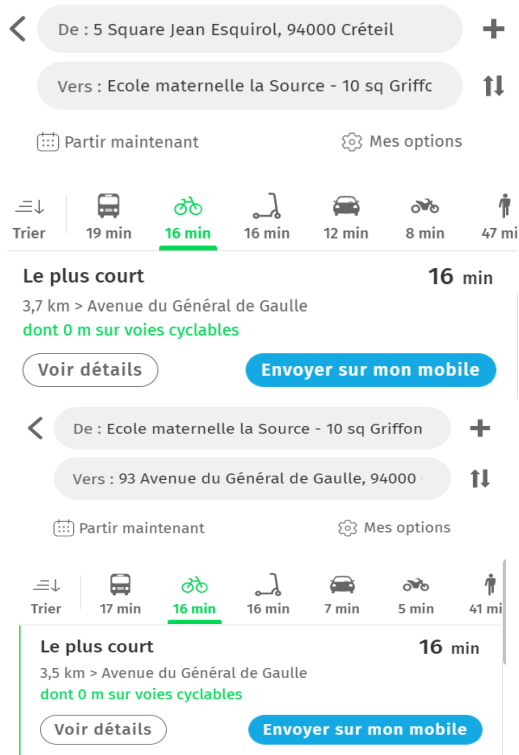 De : 5 Square Jean Esquirol, 94000 Créteil
Vers : Ecole maternelle la Source - 10 sq Griffc
Partir maintenant Mes options
Trier 19 min 16 min 16 min 12 min 8 min 47 mi
Le plus court 16 min
3,7 km > Avenue du Général de Gaulle
dont 0 m sur voies cyclables
Voir détails Envoyer sur mon mobile
De : Ecole maternelle la Source - 10 sq Griffon
Vers : 93 Avenue du Général de Gaulle, 94000
Partir maintenant Mes options
Trier 17 min 16 min 16 min 7 min 5 min 41 mi
Le plus court 16 min
3,5 km > Avenue du Général de Gaulle
dont 0 m sur voies cyclables
Voir détails Envoyer sur mon mobile